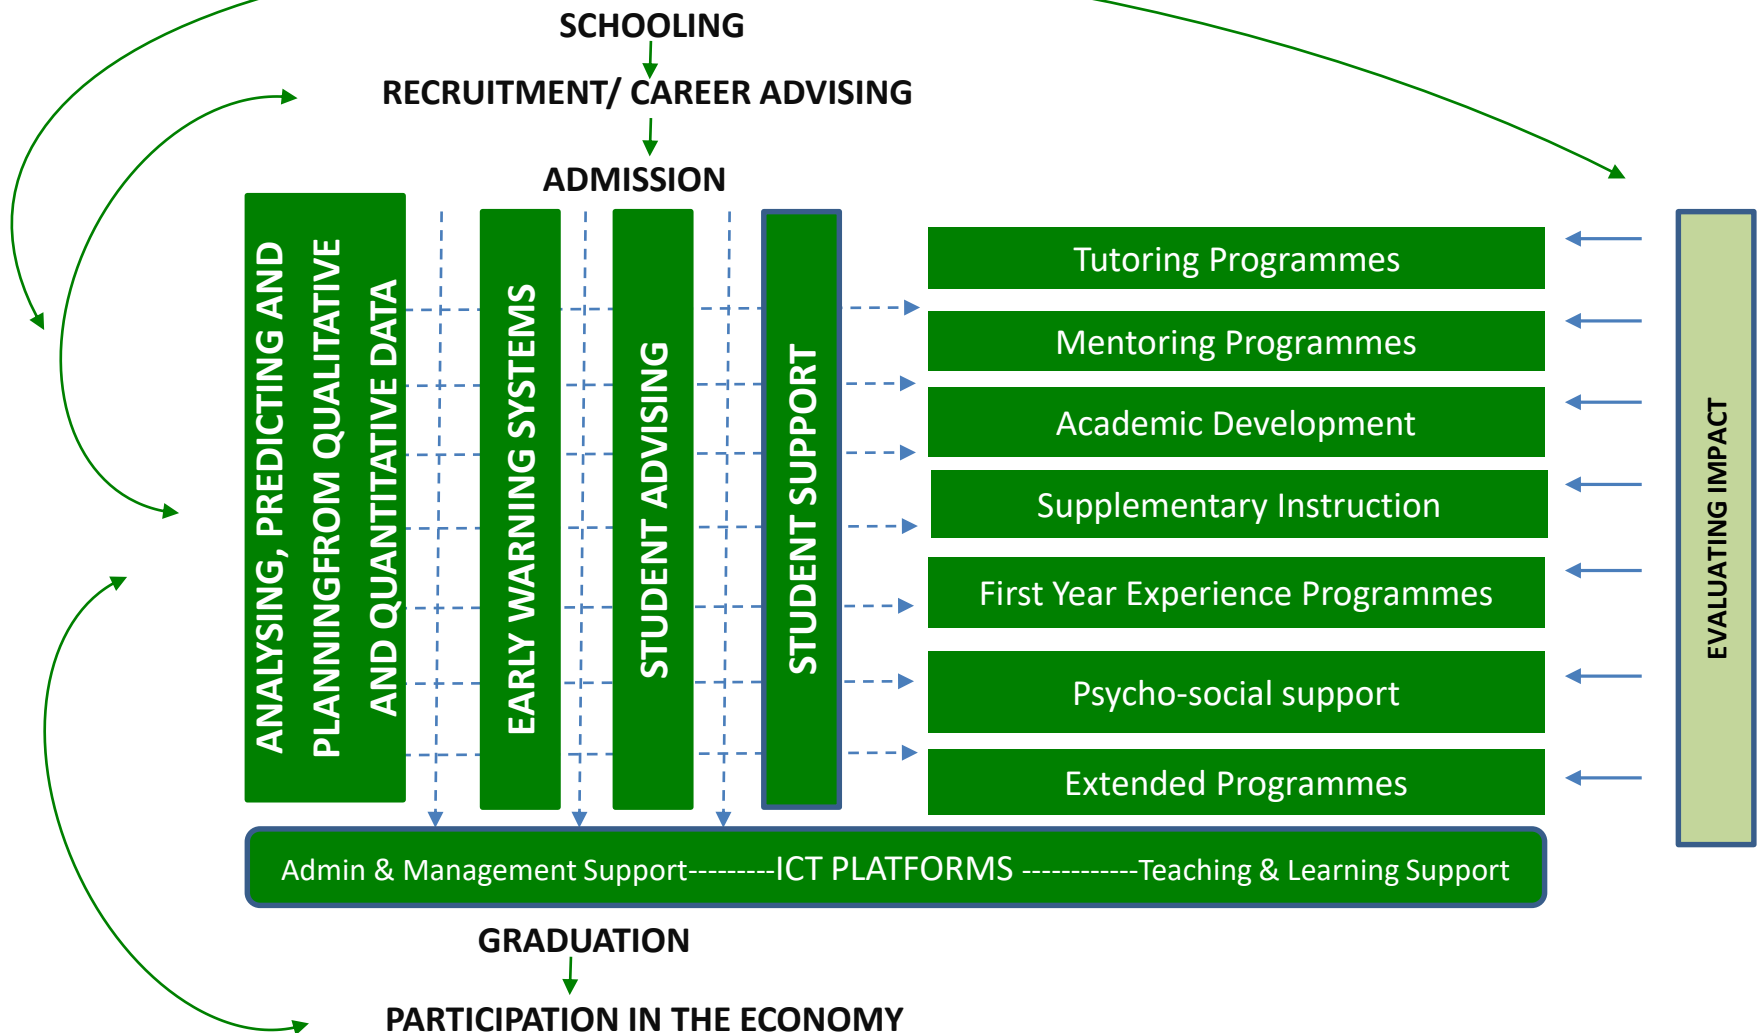 SCHOOLING
RECRUITMENT/ CAREER ADVISING
ADMISSION
ANALYSING, PREDICTING AND
PLANNINGFROM QUALITATIVE
AND QUANTITATIVE DATA
EARLY WARNING SYSTEMS
STUDENT ADVISING
STUDENT SUPPORT
Tutoring Programmes
Mentoring Programmes
Academic Development
Supplementary Instruction
First Year Experience Programmes
Psycho-social support
Extended Programmes
EVALUATING IMPACT
Admin & Management Support---------ICT PLATFORMS ------------Teaching & Learning Support
GRADUATION
PARTICIPATION IN THE ECONOMY